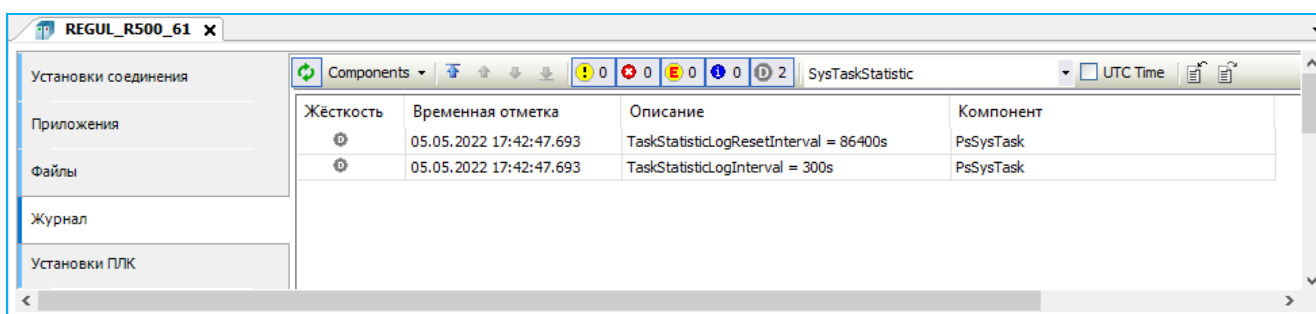 REGUL_R500_61 X
Установки соединения
Приложения
Файлы
Журнал
Установки ПЛК
Components 0 0 E 0 0 D 2 SysTaskStatistic UTC Time
Жёсткость Временная отметка Описание Компонент
D 05.05.2022 17:42:47.693 TaskStatisticLogResetInterval = 86400s PsSysTask
D 05.05.2022 17:42:47.693 TaskStatisticLogInterval = 300s PsSysTask